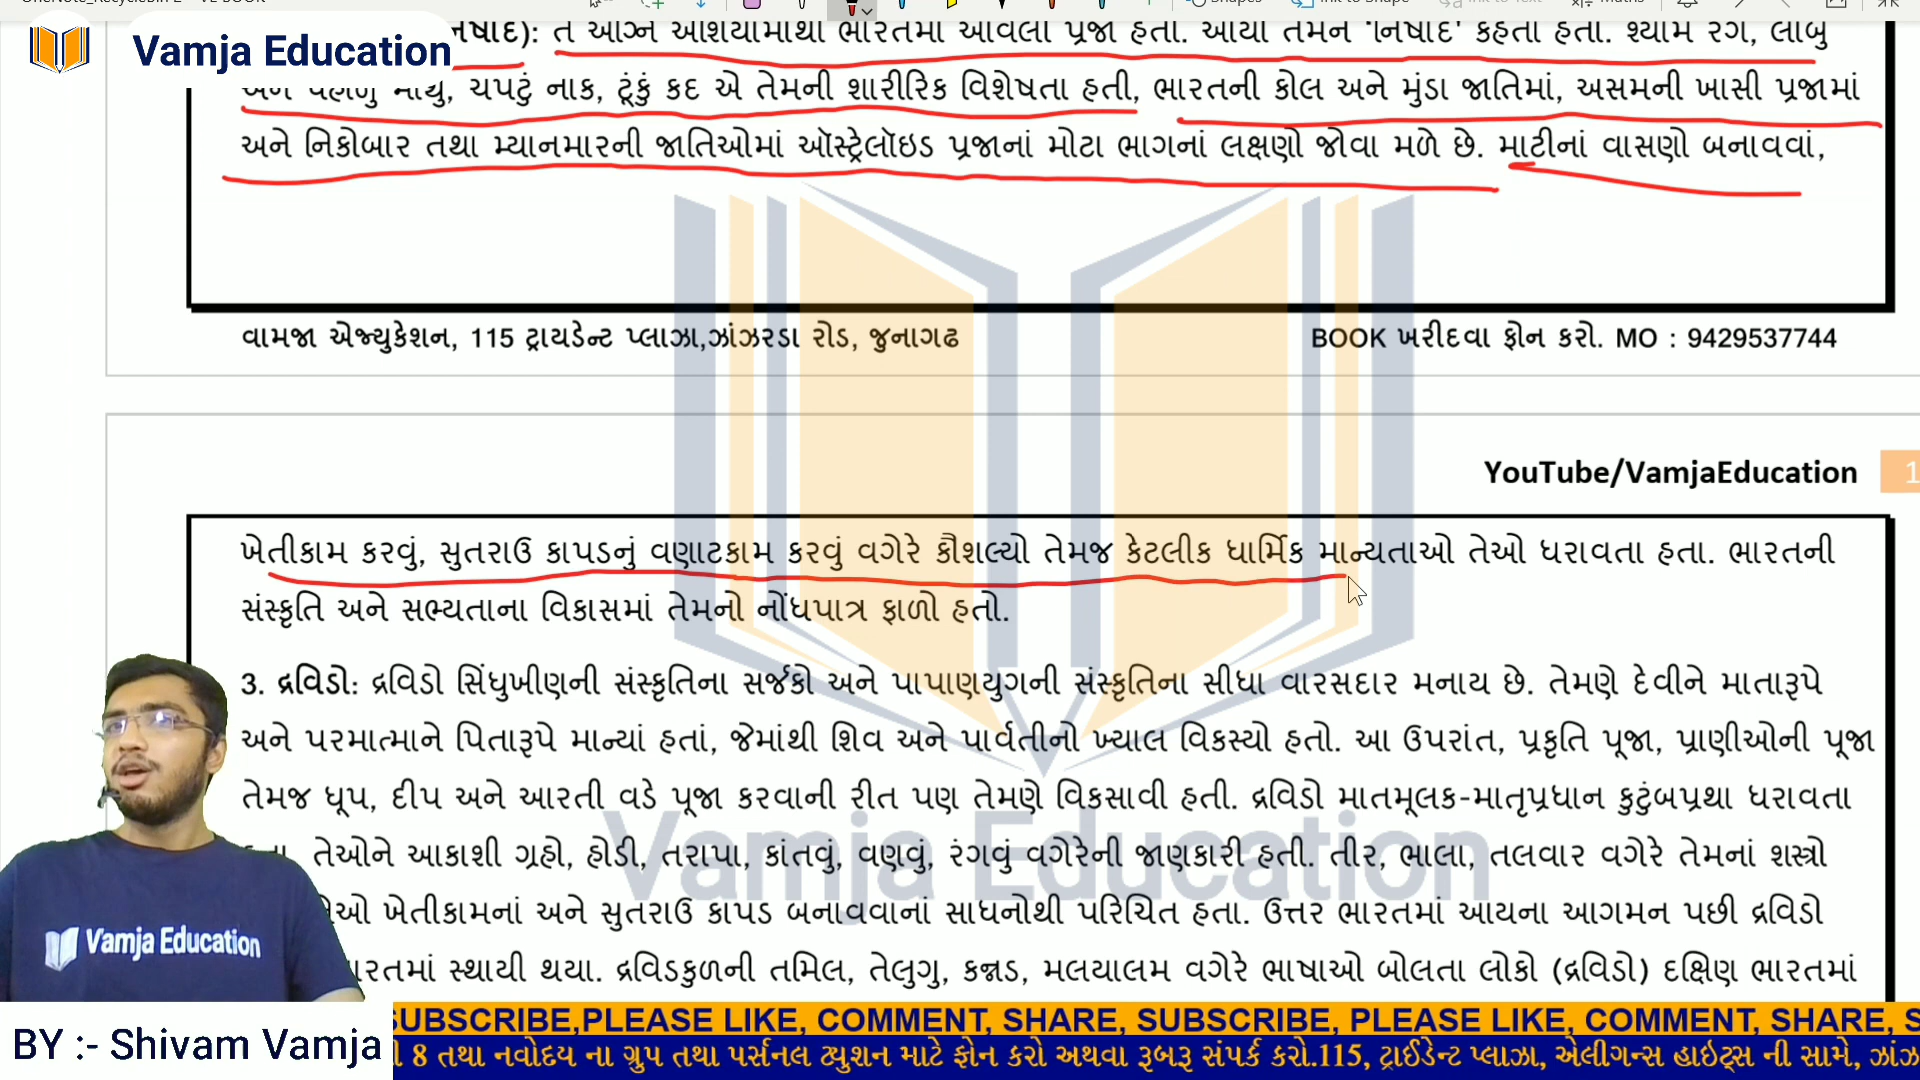 Vamja Education
નિષાદ): તે અગ્નિ એશિયામાંથી ભારતમાં આવેલી પ્રજા હતી. આર્યો તેમને 'નિષાદ' કહેતા હતા. શ્યામ રંગ, લાંબુ
અને પહોળું માથું, ચપટું નાક, ટૂંકું કદ એ તેમની શારીરિક વિશેષતા હતી, ભારતની કોલ અને મુંડા જાતિમાં, અસમની ખાસી પ્રજામાં
અને નિકોબાર તથા મ્યાનમારની જાતિઓમાં ઑસ્ટ્રેલૉઇડ પ્રજાનાં મોટા ભાગનાં લક્ષણો જોવા મળે છે. માટીનાં વાસણો બનાવવાં,
વામજા એજ્યુકેશન, 115 ટ્રાયડેન્ટ પ્લાઝા,ઝાંઝરડા રોડ, જુનાગઢ
BOOK ખરીદવા ફોન કરો. MO : 9429537744
YouTube/VamjaEducation
1
ખેતીકામ કરવું, સુતરાઉ કાપડનું વણાટકામ કરવું વગેરે કૌશલ્યો તેમજ કેટલીક ધાર્મિક માન્યતાઓ તેઓ ધરાવતા હતા. ભારતની
સંસ્કૃતિ અને સભ્યતાના વિકાસમાં તેમનો નોંધપાત્ર ફાળો હતો.
3. દ્રવિડો: દ્રવિડો સિંધુખીણની સંસ્કૃતિના સર્જકો અને પાષાણયુગની સંસ્કૃતિના સીધા વારસદાર મનાય છે. તેમણે દેવીને માતારૂપે
અને પરમાત્માને પિતારૂપે માન્યાં હતાં, જેમાંથી શિવ અને પાર્વતીનો ખ્યાલ વિકસ્યો હતો. આ ઉપરાંત, પ્રકૃતિ પૂજા, પ્રાણીઓની પૂજા
તેમજ ધૂપ, દીપ અને આરતી વડે પૂજા કરવાની રીત પણ તેમણે વિકસાવી હતી. દ્રવિડો માતમૂલક-માતૃપ્રધાન કુટુંબપ્રથા ધરાવતા
તેઓને આકાશી ગ્રહો, હોડી, તરાપા, કાંતવું, વણવું, રંગવું વગેરેની જાણકારી હતી. તીર, ભાલા, તલવાર વગેરે તેમનાં શસ્ત્રો
ખેતીકામનાં અને સુતરાઉ કાપડ બનાવવાનાં સાધનોથી પરિચિત હતા. ઉત્તર ભારતમાં આર્યના આગમન પછી દ્રવિડો
સ્થાયી થયા. દ્રવિડકુળની તમિલ, તેલુગુ, કન્નડ, મલયાલમ વગેરે ભાષાઓ બોલતા લોકો (દ્રવિડો) દક્ષિણ ભારતમાં
Vamja Education
Vamja Education
BY :- Shivam Vamja
SUBSCRIBE,PLEASE LIKE, COMMENT, SHARE, SUBSCRIBE, PLEASE LIKE, COMMENT, SHARE, S
8 તથા નવોદય ના ગ્રુપ તથા પર્સનલ ટ્યુશન માટે ફોન કરો અથવા રૂબરૂ સંપર્ક કરો.115, ટ્રાઈડેન્ટ પ્લાઝા, એલીગન્સ હાઇટ્સ ની સામે,